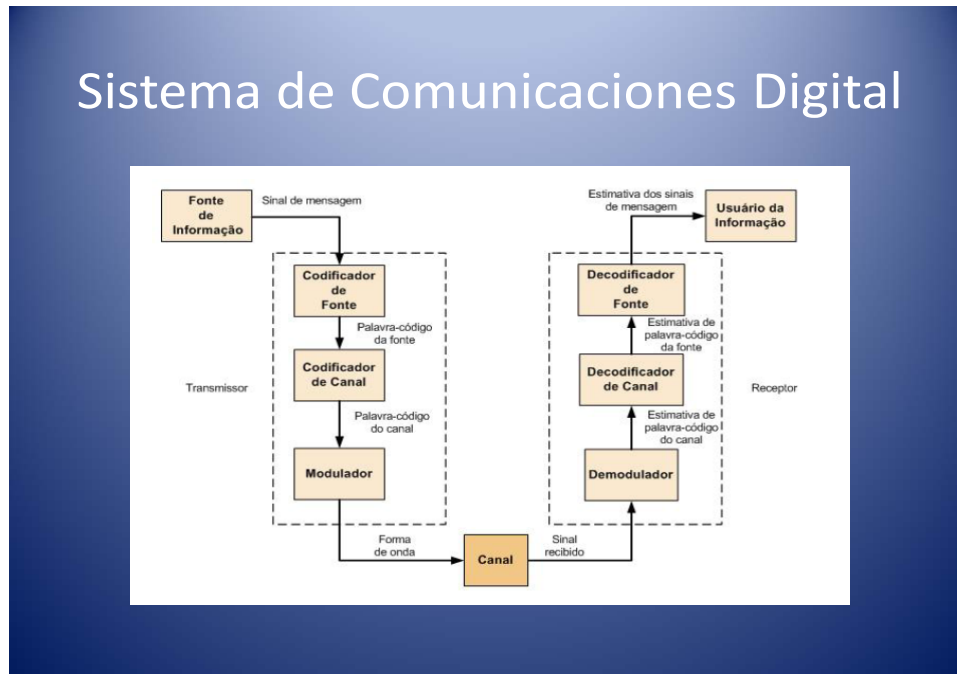 Sistema de Comunicaciones Digital
Fonte
de
Informação
Sinal de mensagem
Codificador
de
Fonte
Palavra-código
da fonte
Codificador
de Canal
Transmissor
Palavra-código
do canal
Modulador
Forma
de onda
Canal
Sinal
recibido
Demodulador
Estimativa de
palavra-código
do canal
Decodificador
de Canal
Receptor
Estimativa de
palavra-código
da fonte
Decodificador
de
Fonte
Estimativa dos sinais
de mensagem
Usuário da
Informação